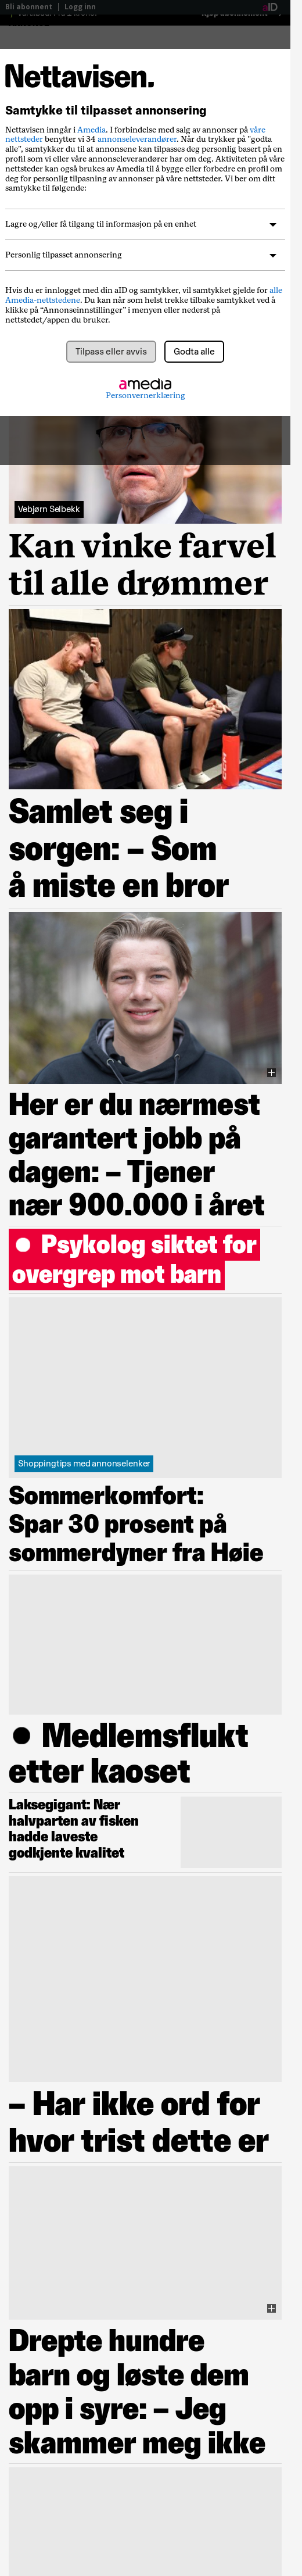 Bli abonnent | Logg inn
aID
Nettavisen.
Samtykke til tilpasset annonsering
Nettavisen inngår i Amedia. I forbindelse med salg av annonser på våre
nettsteder benytter vi 34 annonseleverandører. Når du trykker på "godta
alle", samtykker du til at annonsene kan tilpasses deg personlig basert på en
profil som vi eller våre annonseleverandører har om deg. Aktiviteten på våre
nettsteder kan også brukes av Amedia til å bygge eller forbedre en profil om
deg for personlig tilpasning av annonser på våre nettsteder. Vi ber om ditt
samtykke til følgende:
Lagre og/eller få tilgang til informasjon på en enhet
Personlig tilpasset annonsering
Hvis du er innlogget med din aID og samtykker, vil samtykket gjelde for alle
Amedia-nettstedene. Du kan når som helst trekke tilbake samtykket ved å
klikke på “Annonseinnstillinger” i menyen eller nederst på
nettstedet/appen du bruker.
Tilpass eller avvis
Godta alle
amedia
Personvernerklæring
Vebjørn Selbekk
Kan vinke farvel
til alle drømmer
Samlet seg i
sorgen: – Som
å miste en bror
Her er du nærmest
garantert jobb på
dagen: – Tjener
nær 900.000 i året
Psykolog siktet for
overgrep mot barn
Shoppingtips med annonselenker
Sommerkomfort:
Spar 30 prosent på
sommerdyner fra Høie
Medlemsflukt
etter kaoset
Laksegigant: Nær
halvparten av fisken
hadde laveste
godkjente kvalitet
– Har ikke ord for
hvor trist dette er
Drepte hundre
barn og løste dem
opp i syre: – Jeg
skammer meg ikke